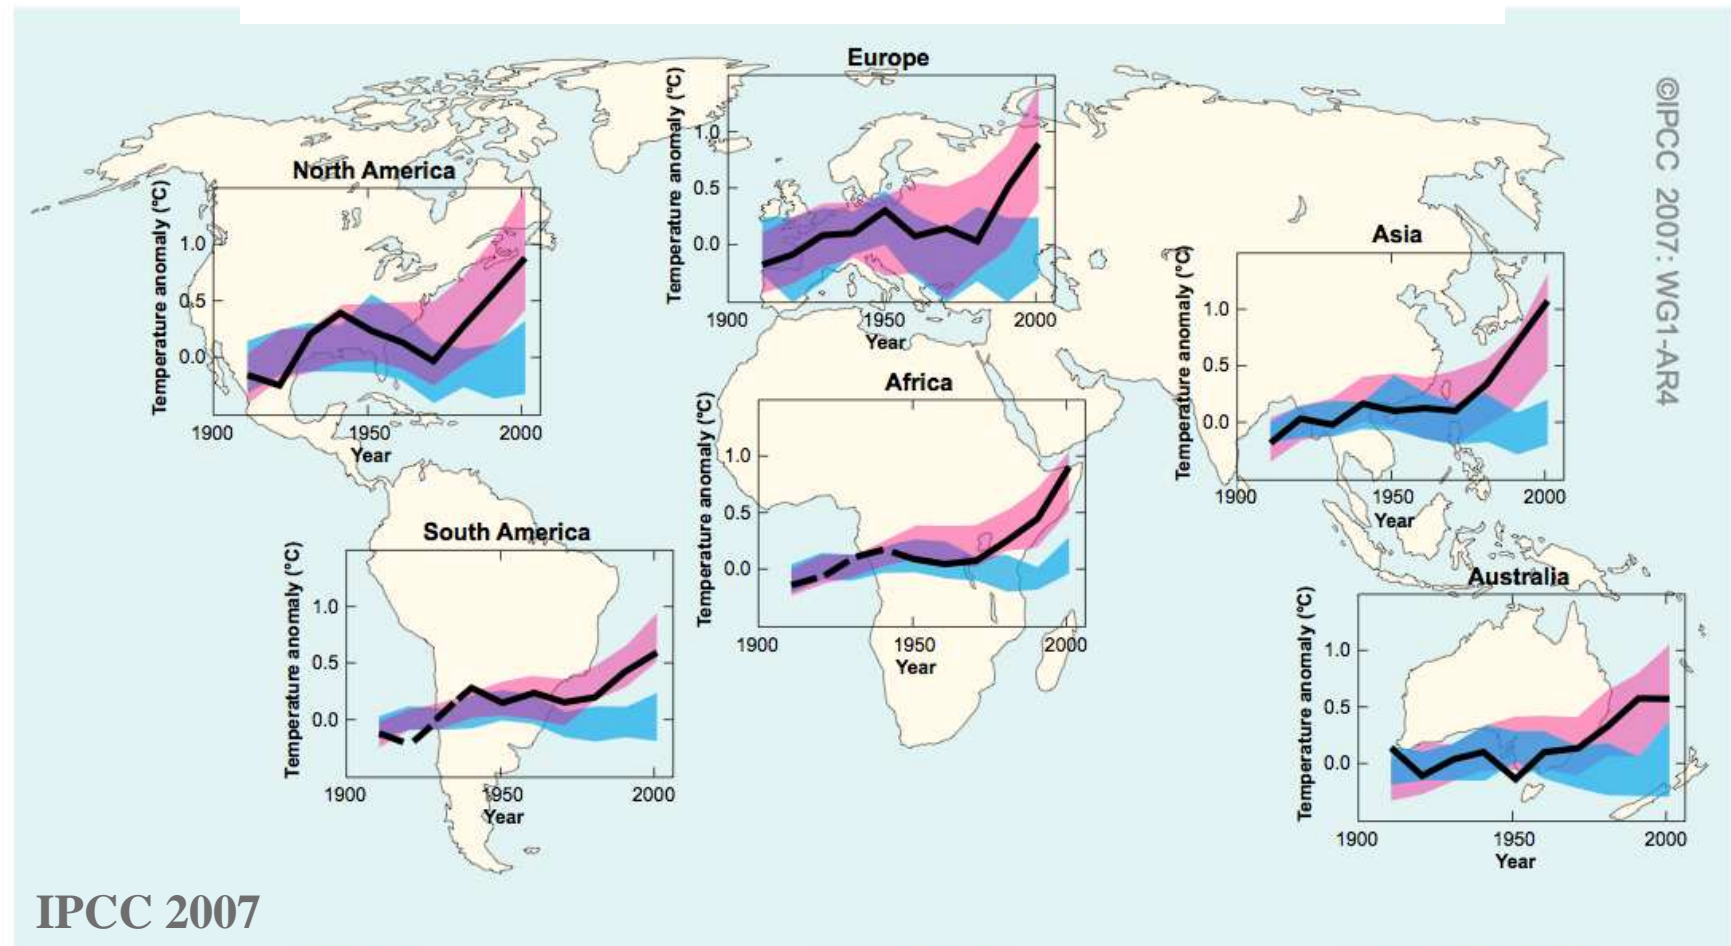 Europe
Temperature anomaly (°C)
1.0
0.5
0.0
1900
1950
2000
Year
North America
Temperature anomaly (°C)
1.0
0.5
0.0
1900
1950
2000
Year
Asia
Temperature anomaly (°C)
1.0
0.5
0.0
1900
1950
2000
Year
Africa
Temperature anomaly (°C)
1.0
0.5
0.0
1900
1950
2000
Year
South America
Temperature anomaly (°C)
1.0
0.5
0.0
1900
1950
2000
Year
Australia
Temperature anomaly (°C)
1.0
0.5
0.0
1900
1950
2000
Year
©IPCC 2007: WG1-AR4
IPCC 2007